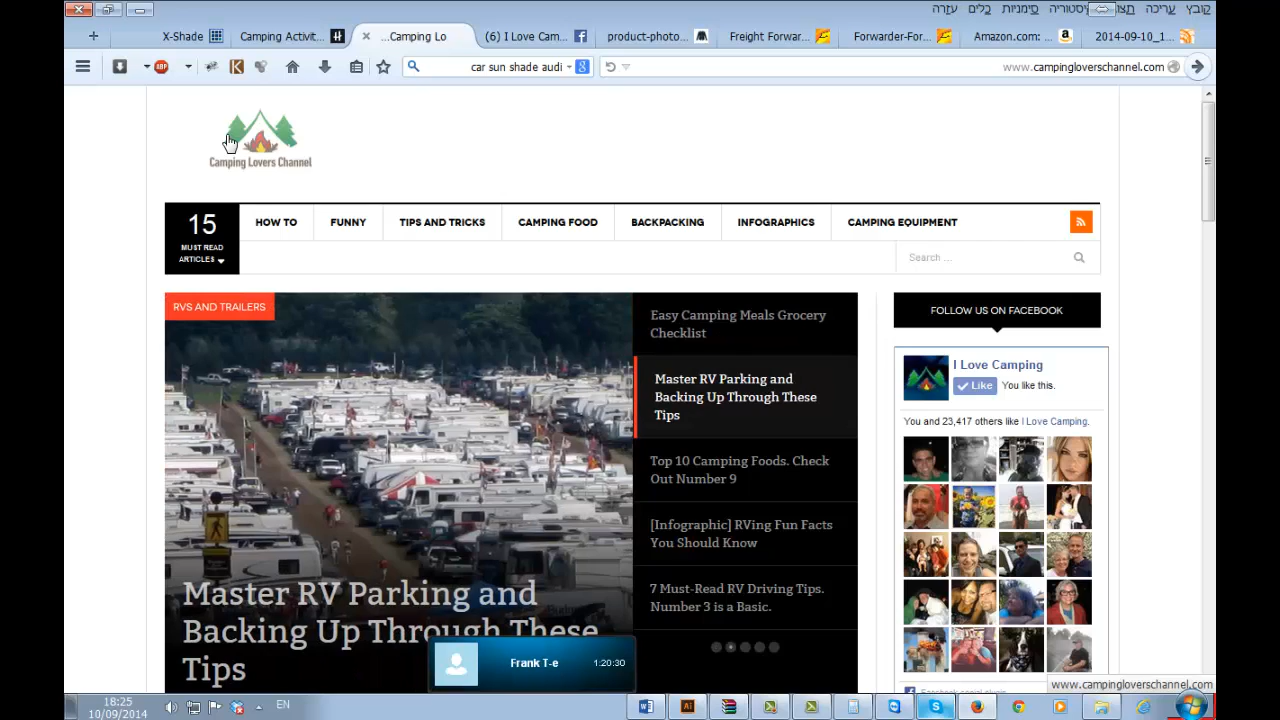 קובץ עריכה תצוגה היסטוריה סימניות כלים עזרה
X-Shade
Camping Activit...
...Camping Lo
(6) I Love Cam...
product-photo...
Freight Forwar...
Forwarder-For...
Amazon.com: ...
2014-09-10_1...
car sun shade audi
www.campingloverschannel.com
Camping Lovers Channel
15
MUST READ
ARTICLES
HOW TO
FUNNY
TIPS AND TRICKS
CAMPING FOOD
BACKPACKING
INFOGRAPHICS
CAMPING EQUIPMENT
Search ...
RVS AND TRAILERS
Master RV Parking and
Backing Up Through These
Tips
Easy Camping Meals Grocery
Checklist
Master RV Parking and
Backing Up Through These
Tips
Top 10 Camping Foods. Check
Out Number 9
[Infographic] RVing Fun Facts
You Should Know
7 Must-Read RV Driving Tips.
Number 3 is a Basic.
FOLLOW US ON FACEBOOK
I Love Camping
Like You like this.
You and 23,417 others like I Love Camping.
Facebook social plugin
Frank T-e 1:20:30
www.campingloverschannel.com
18:25
10/09/2014
EN